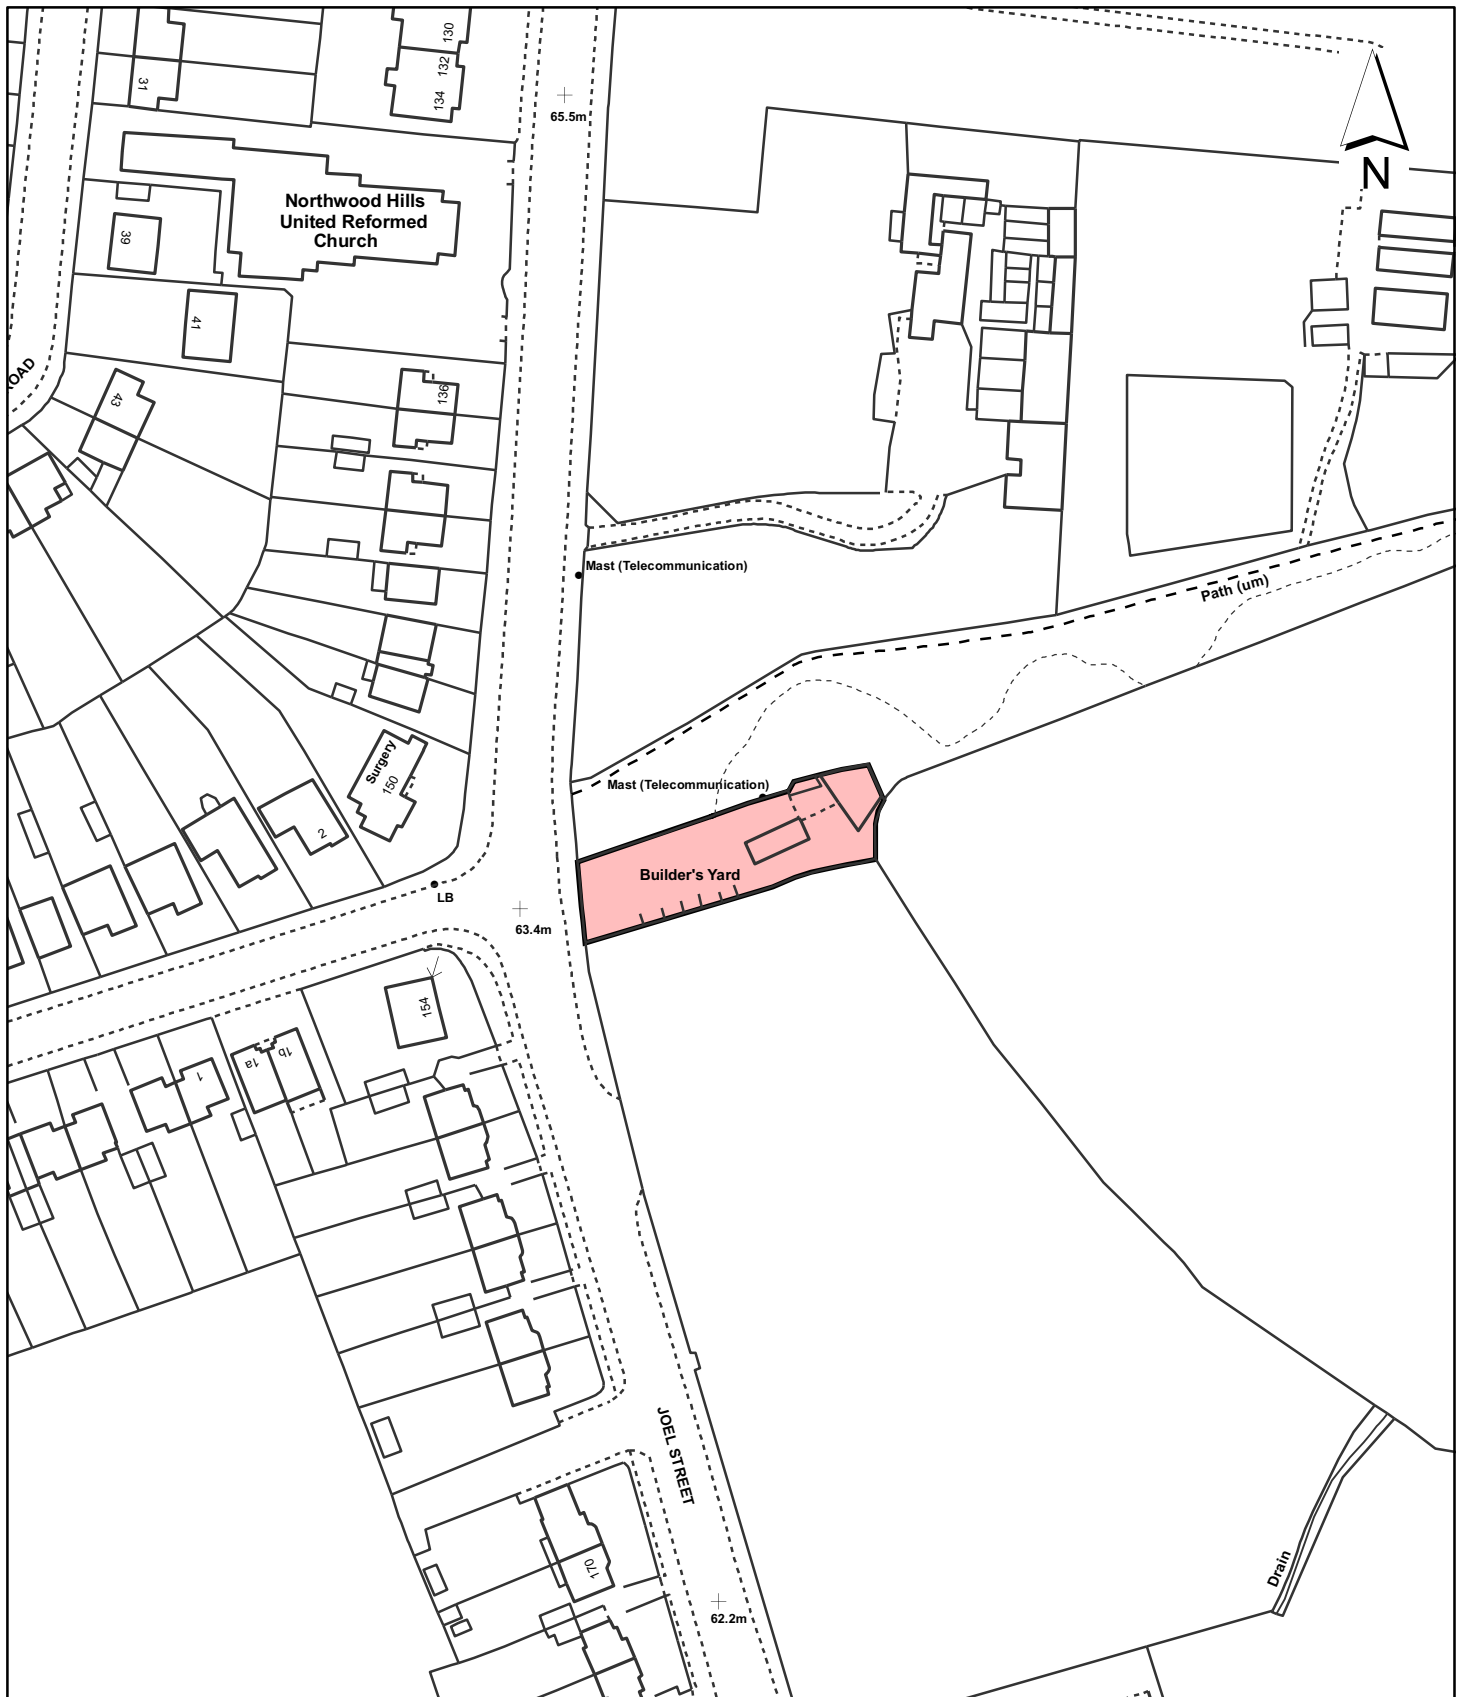 130
132
134
31
65.5m
N
Northwood Hills
United Reformed
Church
39
41
ROAD
43
136
Mast (Telecommunication)
Path (um)
Surgery
150
Mast (Telecommunication)
2
Builder's Yard
LB
63.4m
154
1b
1a
1
JOEL STREET
170
Drain
62.2m